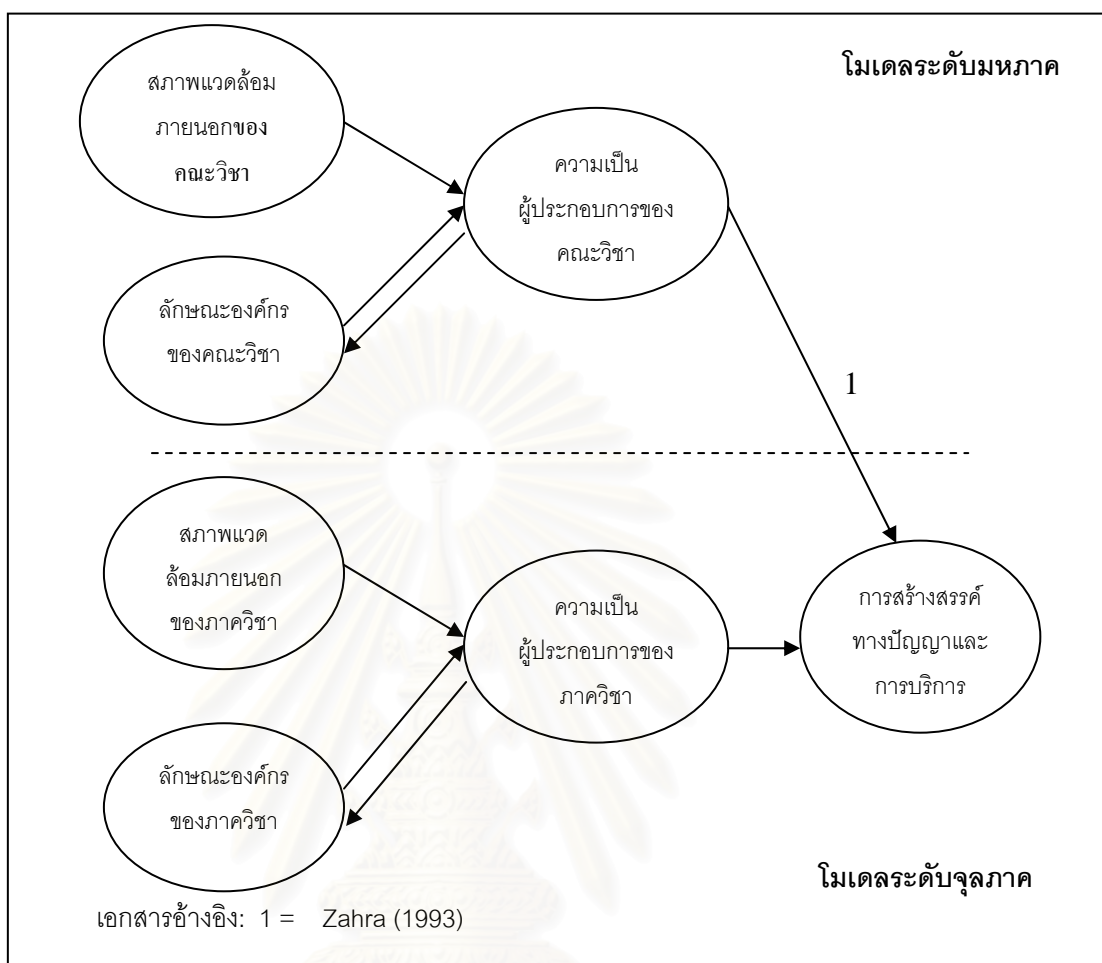 โมเดลระดับมหภาค
สภาพแวดล้อม
ภายนอกของ
คณะวิชา
ความเป็น
ผู้ประกอบการของ
คณะวิชา
ลักษณะองค์กร
ของคณะวิชา
1
สภาพแวด
ล้อมภายนอก
ของภาควิชา
ความเป็น
ผู้ประกอบการของ
ภาควิชา
การสร้างสรรค์
ทางปัญญาและ
การบริการ
ลักษณะองค์กร
ของภาควิชา
โมเดลระดับจุลภาค
เอกสารอ้างอิง: 1 = Zahra (1993)